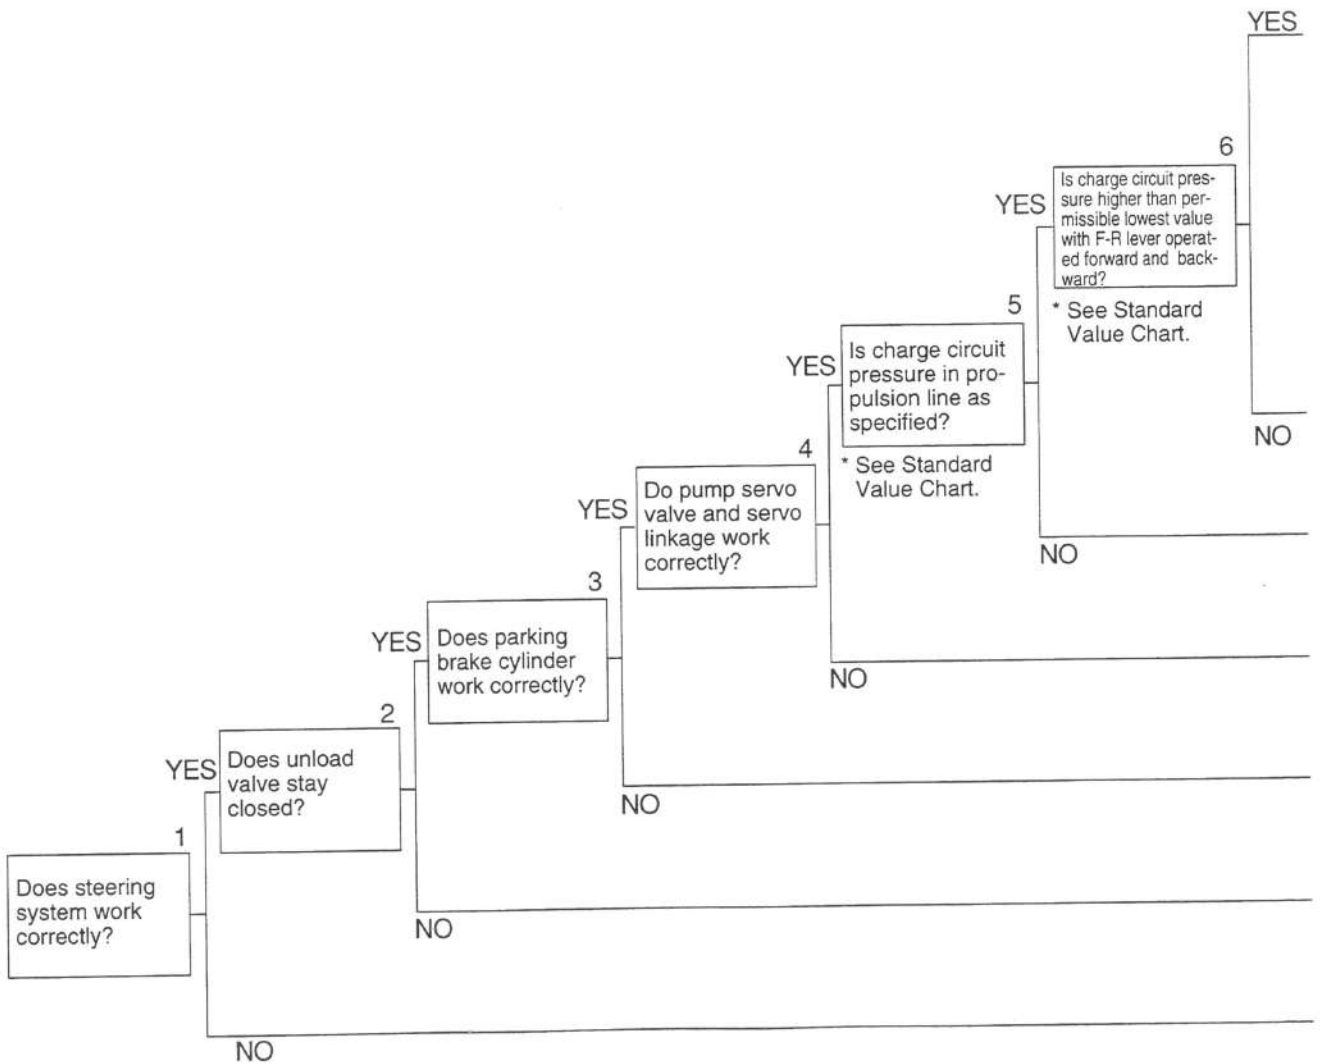 YES
6
Is charge circuit pres-
sure higher than per-
missible lowest value
with F-R lever operat-
ed forward and back-
ward?
YES
* See Standard
Value Chart.
NO
5
Is charge circuit
pressure in pro-
pulsion line as
specified?
YES
* See Standard
Value Chart.
NO
4
Do pump servo
valve and servo
linkage work
correctly?
YES
NO
3
Does parking
brake cylinder
work correctly?
YES
NO
2
Does unload
valve stay
closed?
YES
NO
1
Does steering
system work
correctly?
NO